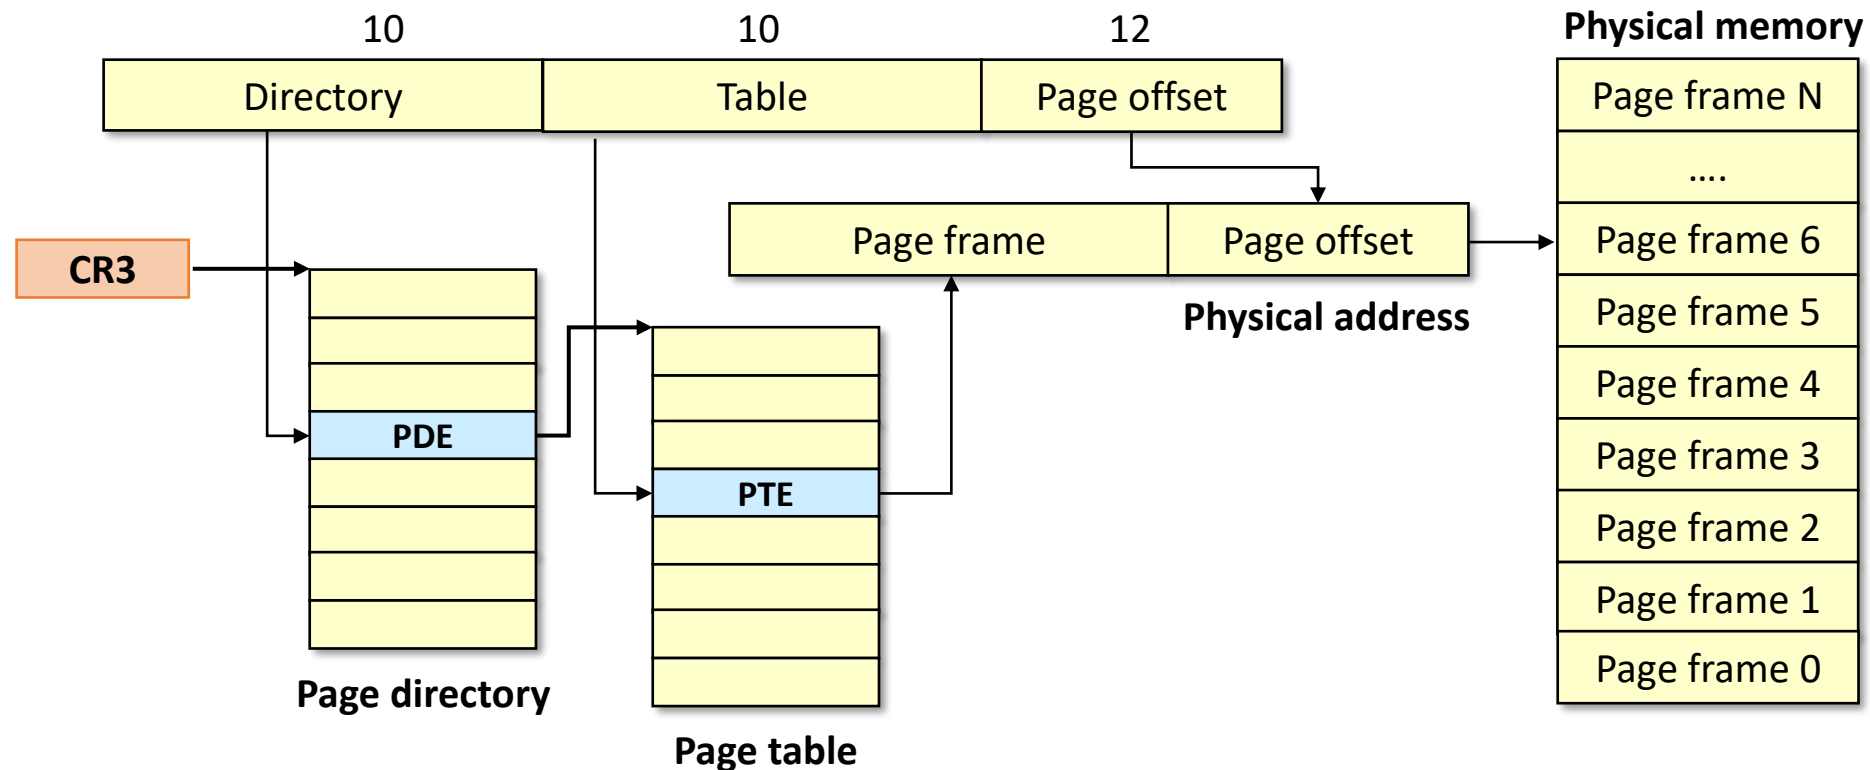 10
10
12
Physical memory
Directory
Table
Page offset
Page frame N
....
Page frame
Page offset
Page frame 6
CR3
Physical address
Page frame 5
Page frame 4
PDE
Page frame 3
PTE
Page frame 2
Page frame 1
Page frame 0
Page directory
Page table